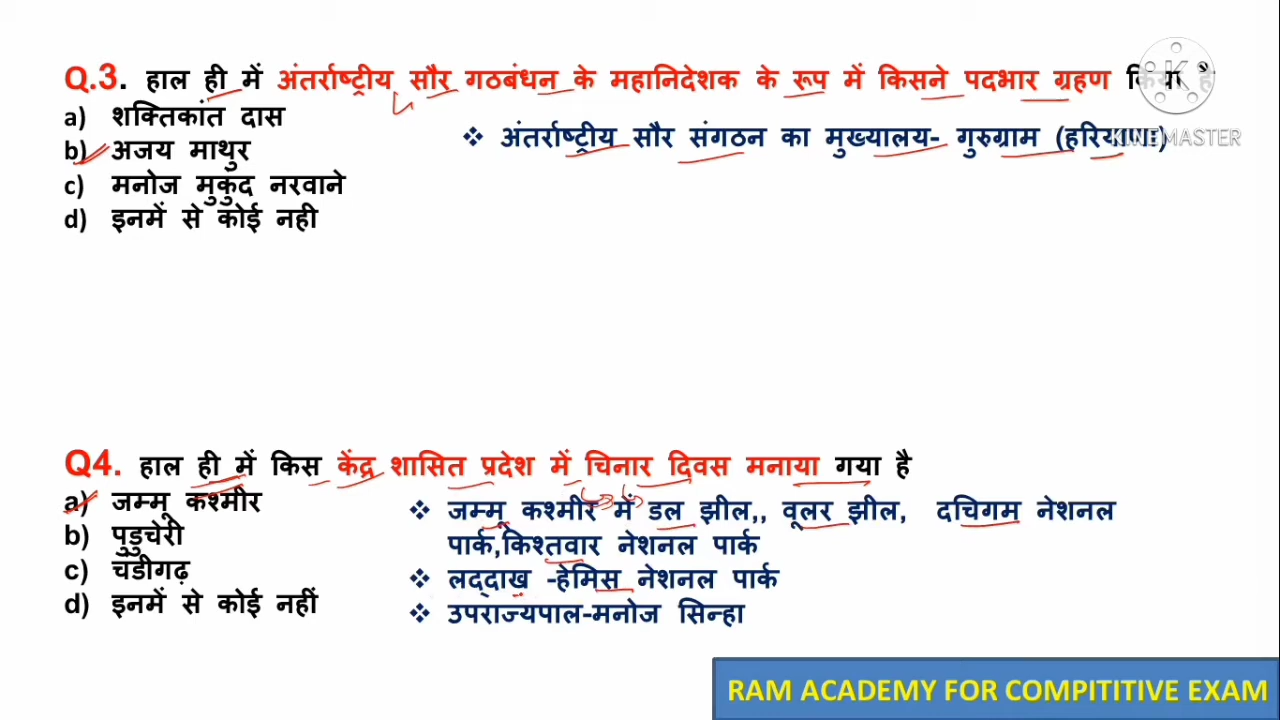 Q.3. हाल ही में अंतर्राष्ट्रीय सौर गठबंधन के महानिदेशक के रूप में किसने पदभार ग्रहण किया है
a) शक्तिकांत दास
b) अजय माथुर
c) मनोज मुकुंद नरवाने
d) इनमें से कोई नही
❖ अंतर्राष्ट्रीय सौर संगठन का मुख्यालय- गुरुग्राम (हरियाणा)
KINEMASTER
Q4. हाल ही में किस केंद्र शासित प्रदेश में चिनार दिवस मनाया गया है
a) जम्मू कश्मीर
b) पुडुचेरी
c) चंडीगढ़
d) इनमें से कोई नहीं
❖ जम्मू कश्मीर में डल झील,, वूलर झील, दचिगम नेशनल
पार्क,किश्तवार नेशनल पार्क
❖ लद्दाख -हेमिस नेशनल पार्क
❖ उपराज्यपाल-मनोज सिन्हा
RAM ACADEMY FOR COMPITITIVE EXAM